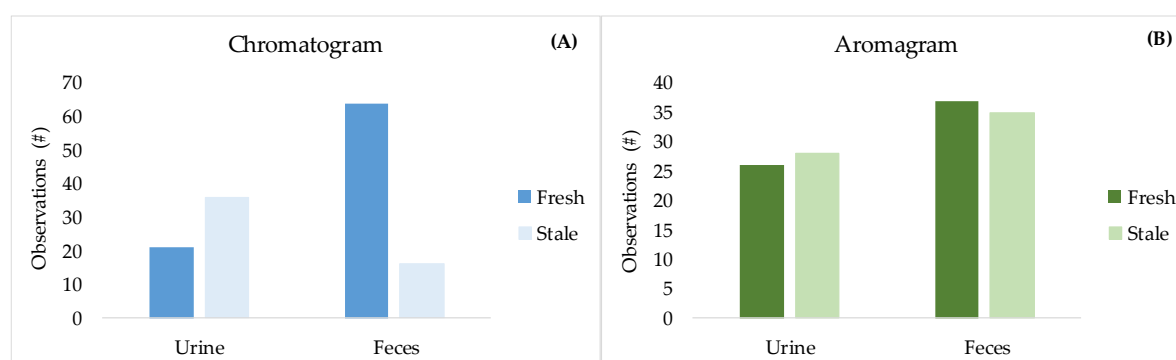 Chromatogram
(A)
70
60
50
40
30
20
10
0
Observations (#)
Urine
Feces
Fresh
Stale
Aromagram
(B)
40
35
30
25
20
15
10
5
0
Observations (#)
Urine
Feces
Fresh
Stale